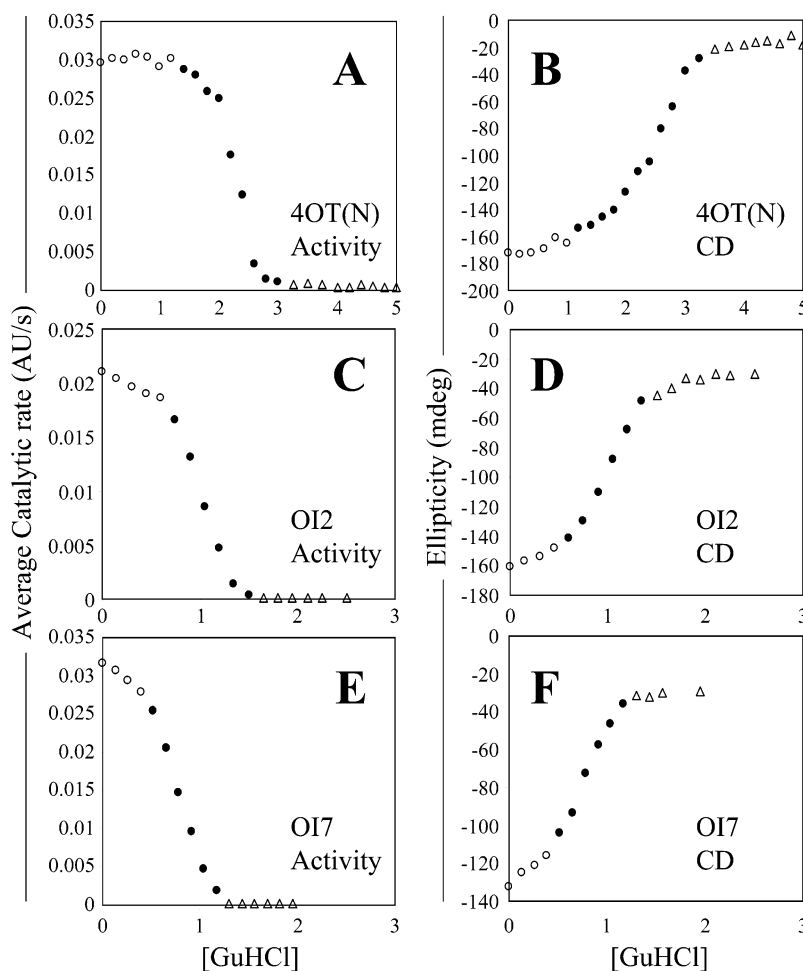 Average Catalytic rate (AU/s)
0.035
0.03
0.025
0.02
0.015
0.01
0.005
0
0 1 2 3 4 5
A
4OT(N)
Activity
Ellipticity (mdeg)
0
-20
-40
-60
-80
-100
-120
-140
-160
-180
-200
0 1 2 3 4 5
B
4OT(N)
CD
0.025
0.02
0.015
0.01
0.005
0
0 1 2 3
C
OI2
Activity
0
-20
-40
-60
-80
-100
-120
-140
-160
-180
0 1 2 3
D
OI2
CD
0.035
0.03
0.025
0.02
0.015
0.01
0.005
0
0 1 2 3
E
OI7
Activity
[GuHCl]
0
-20
-40
-60
-80
-100
-120
-140
0 1 2 3
F
OI7
CD
[GuHCl]